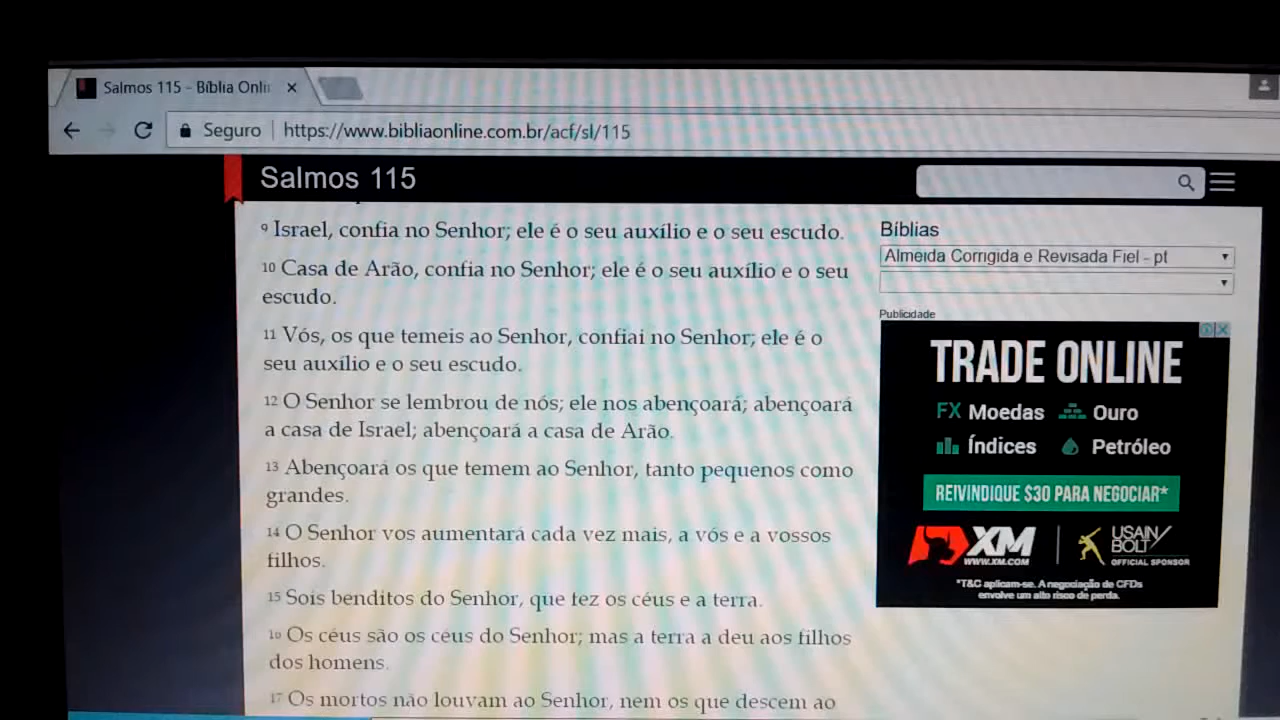 Salmos 115 - Bíblia Onli
Seguro
https://www.bibliaonline.com.br/acf/sl/115
Salmos 115
9 Israel, confia no Senhor; ele é o seu auxílio e o seu escudo.
10 Casa de Arão, confia no Senhor; ele é o seu auxílio e o seu
escudo.
11 Vós, os que temeis ao Senhor, confiai no Senhor; ele é o
seu auxílio e o seu escudo.
12 O Senhor se lembrou de nós; ele nos abençoará; abençoará
a casa de Israel; abençoará a casa de Arão.
13 Abençoará os que temem ao Senhor, tanto pequenos como
grandes.
14 O Senhor vos aumentará cada vez mais, a vós e a vossos
filhos.
15 Sois benditos do Senhor, que fez os céus e a terra.
16 Os céus são os céus do Senhor; mas a terra a deu aos filhos
dos homens.
17 Os mortos não louvam ao Senhor, nem os que descem ao
Bíblias
Almeida Corrigida e Revisada Fiel - pt
Publicidade
TRADE ONLINE
FX Moedas
Ouro
Índices
Petróleo
REIVINDIQUE $30 PARA NEGOCIAR*
XM
WWW.XM.COM
USAIN
BOLT
OFFICIAL SPONSOR
*T&C aplicam-se. A negociação de CFDs
envolve um alto risco de perda.